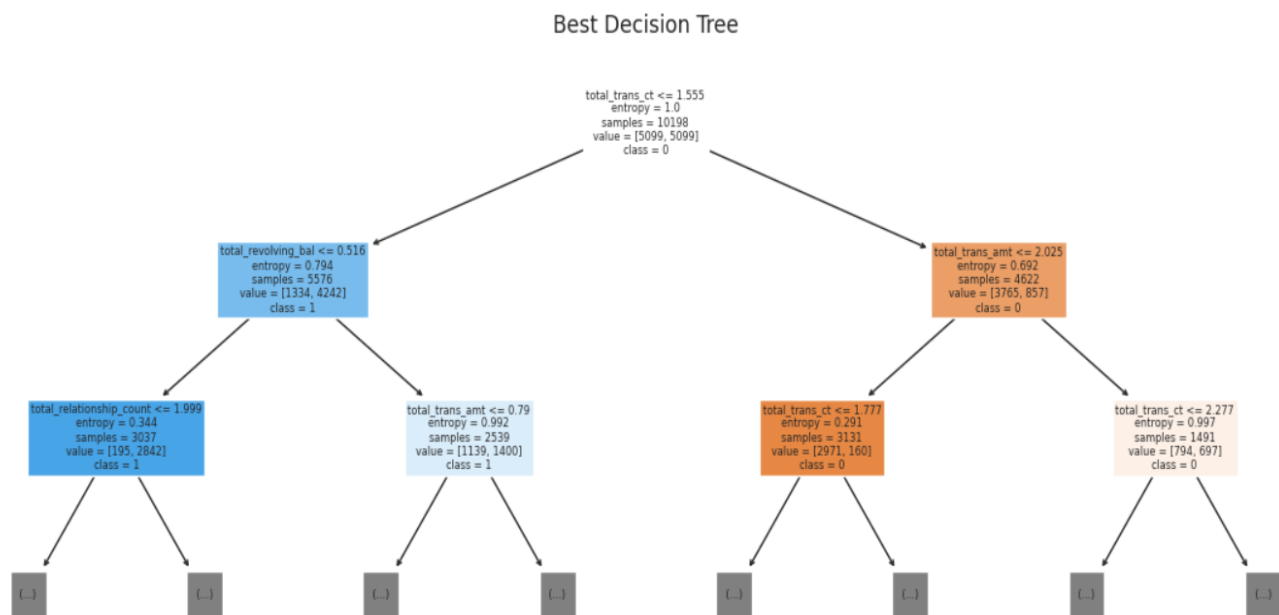 Best Decision Tree
total_trans_ct <= 1.555
entropy = 1.0
samples = 10198
value = [5099, 5099]
class = 0
total_revolving_bal <= 0.516
entropy = 0.794
samples = 5576
value = [1334, 4242]
class = 1
total_trans_amt <= 2.025
entropy = 0.692
samples = 4622
value = [3765, 857]
class = 0
total_relationship_count <= 1.999
entropy = 0.344
samples = 3037
value = [195, 2842]
class = 1
total_trans_amt <= 0.79
entropy = 0.992
samples = 2539
value = [1139, 1400]
class = 1
total_trans_ct <= 1.777
entropy = 0.291
samples = 3131
value = [2971, 160]
class = 0
total_trans_ct <= 2.277
entropy = 0.997
samples = 1491
value = [794, 697]
class = 0
(...)
(...)
(...)
(...)
(...)
(...)
(...)
(...)